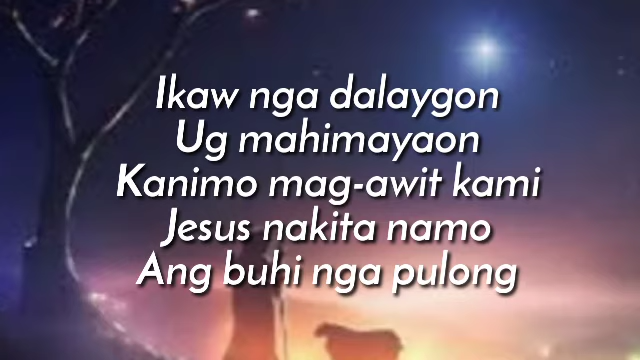 Ikaw nga dalaygon
Ug mahimayaon
Kanimo mag-awit kami
Jesus nakita namo
Ang buhi nga pulong